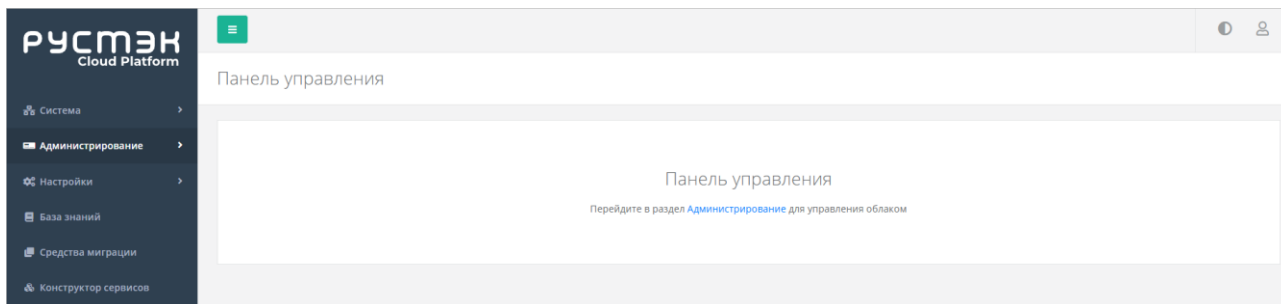 РУСТЭК
Cloud Platform
Панель управления
Система
Администрирование
Настройки
База знаний
Средства миграции
Конструктор сервисов
Панель управления
Перейдите в раздел Администрирование для управления облаком